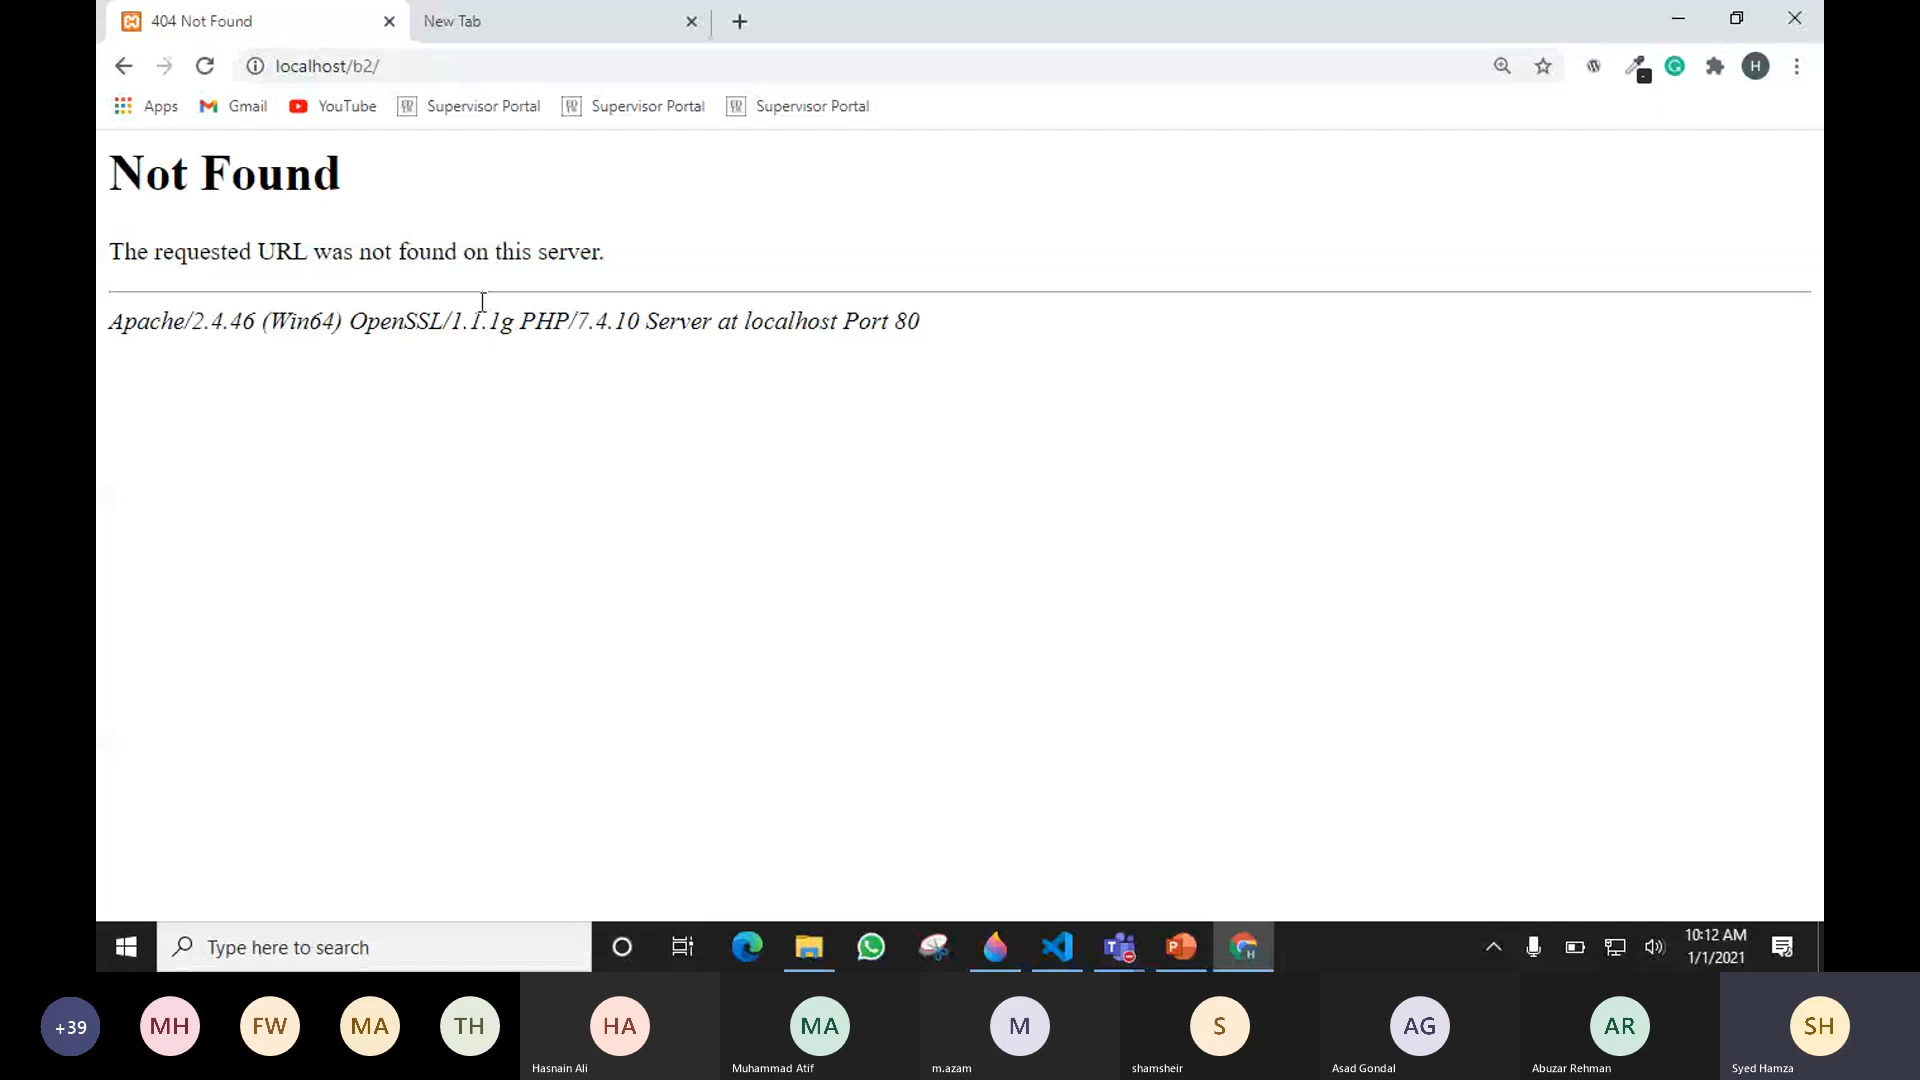 404 Not Found
New Tab
localhost/b2/
H
Apps
Gmail
YouTube
Supervisor Portal
Supervisor Portal
Supervisor Portal
Not Found
The requested URL was not found on this server.
Apache/2.4.46 (Win64) OpenSSL/1.1.1g PHP/7.4.10 Server at localhost Port 80
Type here to search
10:12 AM
1/1/2021
+39
MH
FW
MA
TH
HA
MA
M
S
AG
AR
SH
Hasnain Ali
Muhammad Atif
m.azam
shamsheir
Asad Gondal
Abuzar Rehman
Syed Hamza